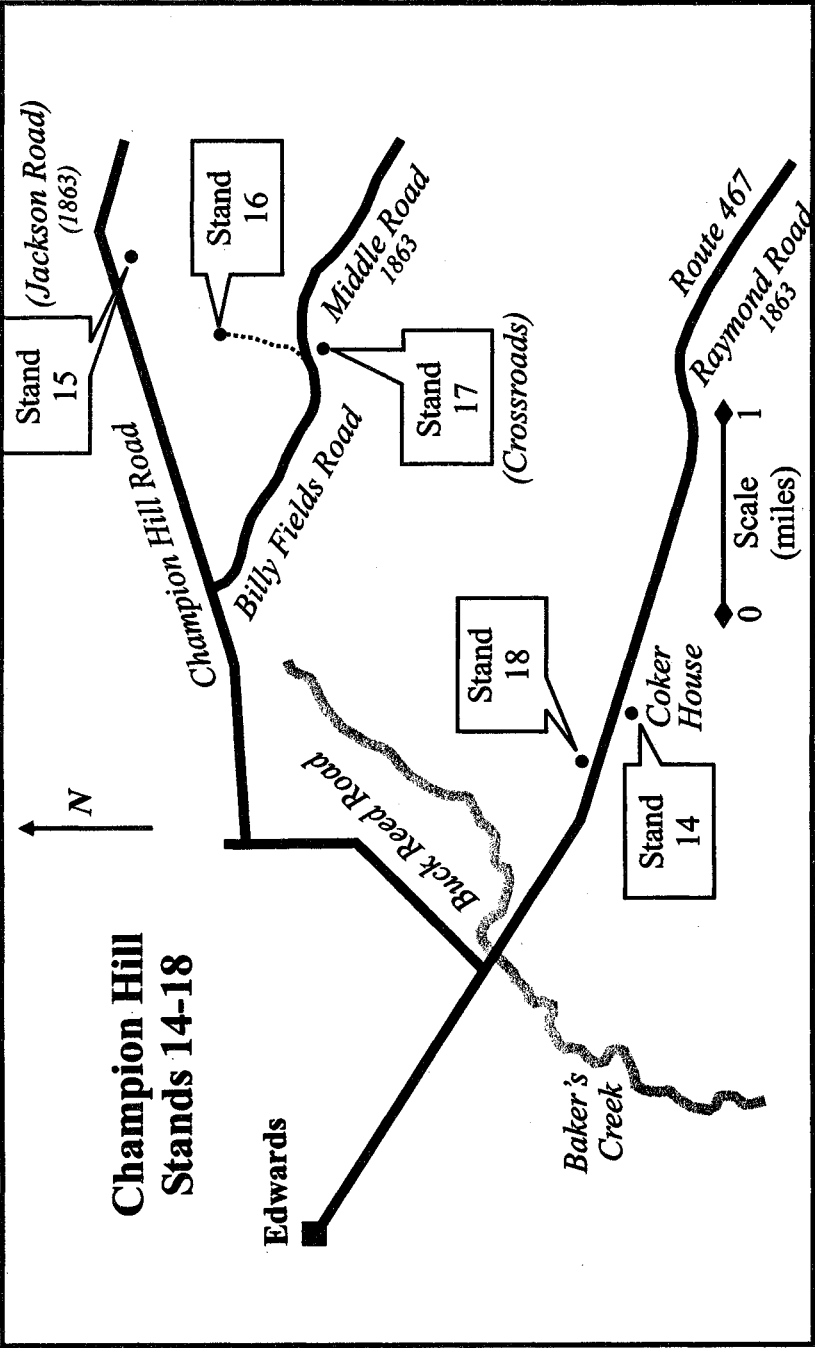 Champion Hill
Stands 14-18
N
Edwards
Baker's
Creek
Buck Reed Road
Champion Hill Road
Billy Fields Road
Stand
15
(Jackson Road)
(1863)
Stand
16
Middle Road
1863
Stand
17
(Crossroads)
Stand
18
Stand
14
Coker
House
Route 467
Raymond Road
1863
0
1
Scale
(miles)